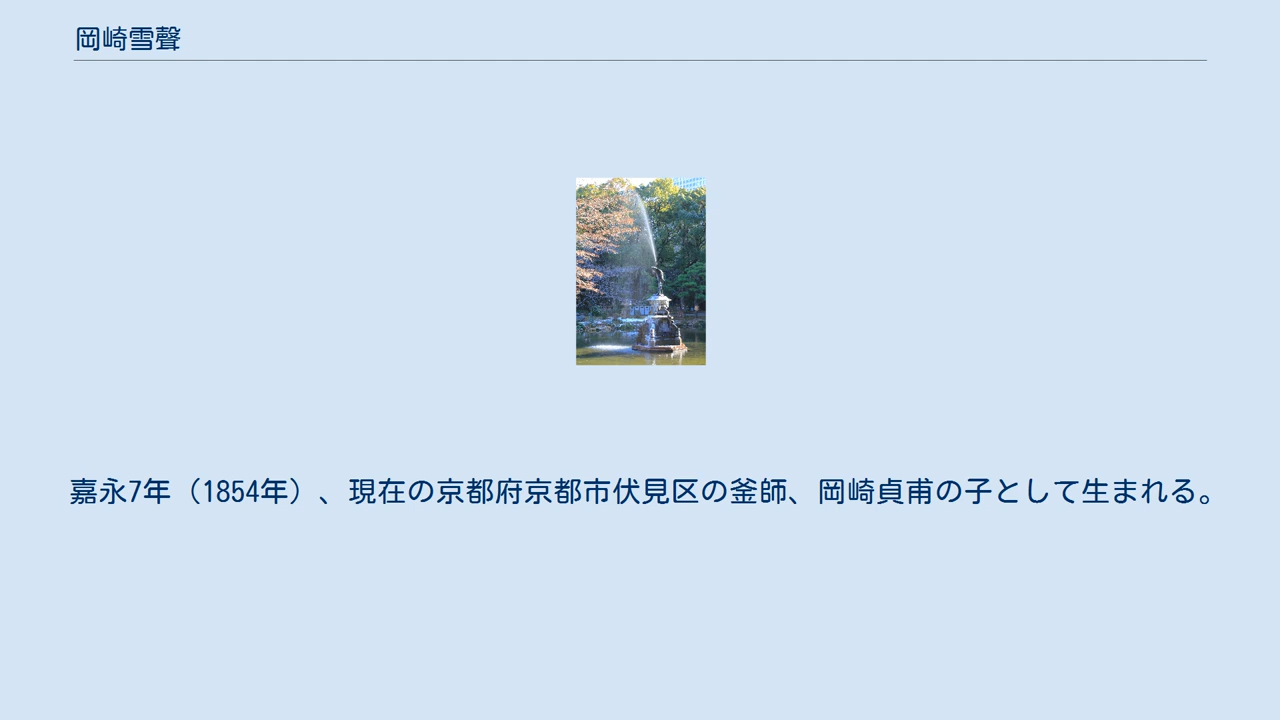 岡崎雪聲
嘉永7年（1854年）、現在の京都府京都市伏見区の釜師、岡崎貞甫の子として生まれる。